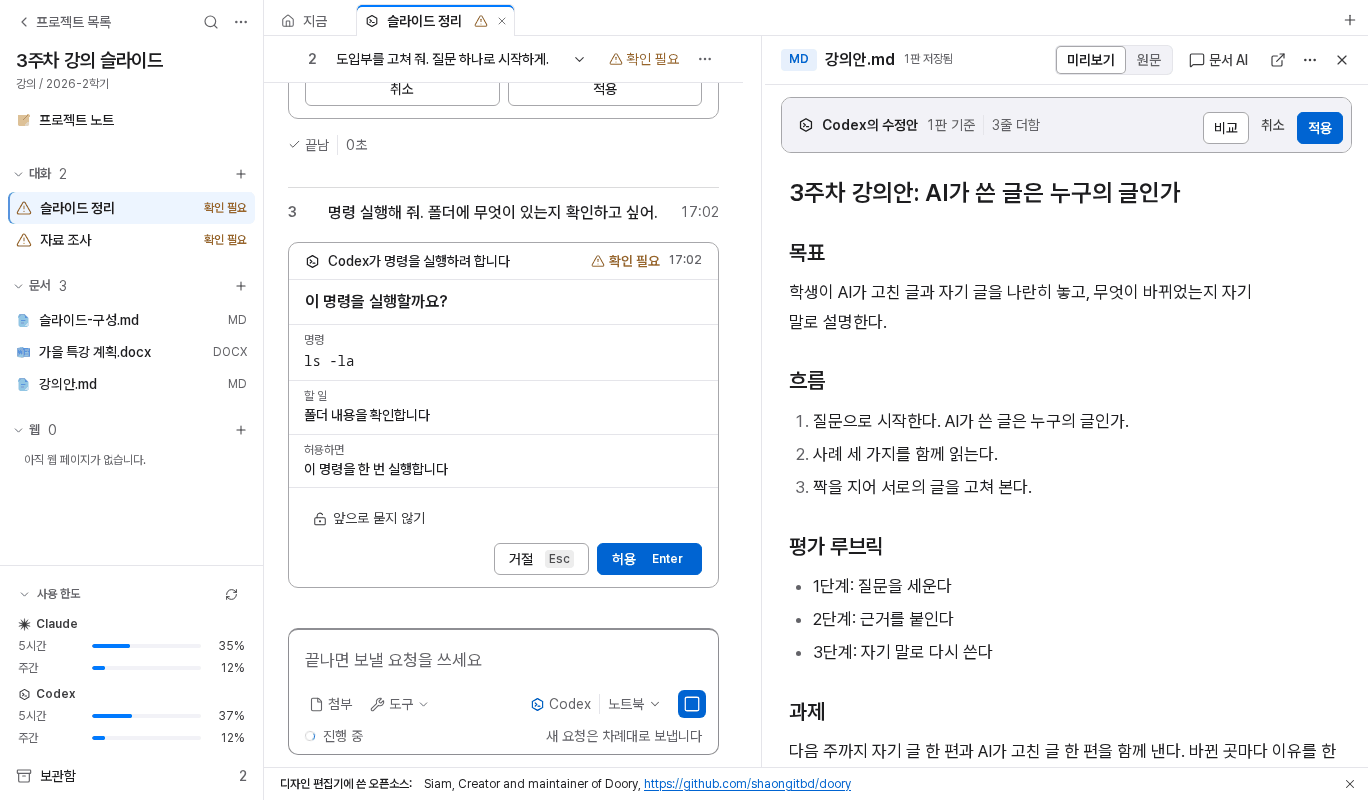 프로젝트 목록
3주차 강의 슬라이드
강의 / 2026-2학기
프로젝트 노트
대화 2
슬라이드 정리 확인 필요
자료 조사 확인 필요
문서 3
슬라이드-구성.md MD
가을 특강 계획.docx DOCX
강의안.md MD
웹 0
아직 웹 페이지가 없습니다.
사용 한도
Claude
5시간 35%
주간 12%
Codex
5시간 37%
주간 12%
보관함 2
지금
슬라이드 정리
2 도입부를 고쳐 줘. 질문 하나로 시작하게. 확인 필요
취소 적용
끝남 0초
3 명령 실행해 줘. 폴더에 무엇이 있는지 확인하고 싶어. 17:02
Codex가 명령을 실행하려 합니다 확인 필요 17:02
이 명령을 실행할까요?
명령
ls -la
할 일
폴더 내용을 확인합니다
허용하면
이 명령을 한 번 실행합니다
앞으로 묻지 않기
거절 Esc 허용 Enter
끝나면 보낼 요청을 쓰세요
첨부 도구 Codex 노트북
진행 중 새 요청은 차례대로 보냅니다
MD 강의안.md 1판 저장됨 미리보기 원문 문서 AI
Codex의 수정안 1판 기준 3줄 더함 비교 취소 적용
3주차 강의안: AI가 쓴 글은 누구의 글인가
목표
학생이 AI가 고친 글과 자기 글을 나란히 놓고, 무엇이 바뀌었는지 자기
말로 설명한다.
흐름
1. 질문으로 시작한다. AI가 쓴 글은 누구의 글인가.
2. 사례 세 가지를 함께 읽는다.
3. 짝을 지어 서로의 글을 고쳐 본다.
평가 루브릭
• 1단계: 질문을 세운다
• 2단계: 근거를 붙인다
• 3단계: 자기 말로 다시 쓴다
과제
다음 주까지 자기 글 한 편과 AI가 고친 글 한 편을 함께 낸다. 바뀐 곳마다 이유를 한
디자인 편집기에 쓴 오픈소스: Siam, Creator and maintainer of Doory, https://github.com/shaongitbd/doory